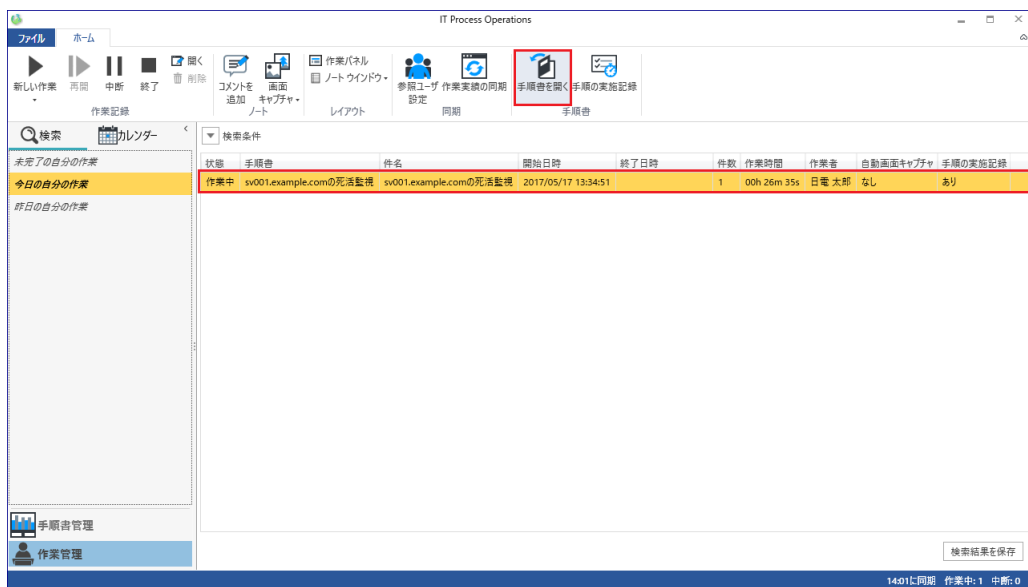 IT Process Operations
ファイル ホーム
新しい作業 再開 中断 終了 開く 削除
作業記録
コメントを追加 画面キャプチャ
ノート
作業パネル
ノートウインドウ
レイアウト
参照ユーザ設定 作業実績の同期
同期
手順書を開く 手順の実施記録
手順書
検索 カレンダー
未完了の自分の作業
今日の自分の作業
昨日の自分の作業
検索条件
状態 手順書 件名 開始日時 終了日時 件数 作業時間 作業者 自動画面キャプチャ 手順の実施記録
作業中 sv001.example.comの死活監視 sv001.example.comの死活監視 2017/05/17 13:34:51 1 00h 26m 35s 日電 太郎 なし あり
手順書管理
作業管理
検索結果を保存
14:01に同期 作業中: 1 中断: 0